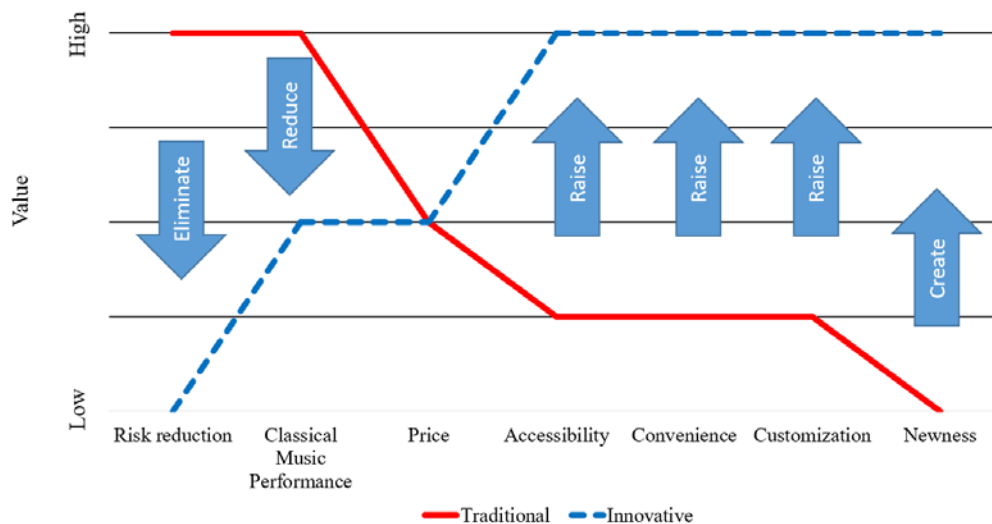 High
Value
Low
Eliminate
Reduce
Raise
Raise
Raise
Create
Risk reduction
Classical
Music
Performance
Price
Accessibility
Convenience
Customization
Newness
Traditional
Innovative